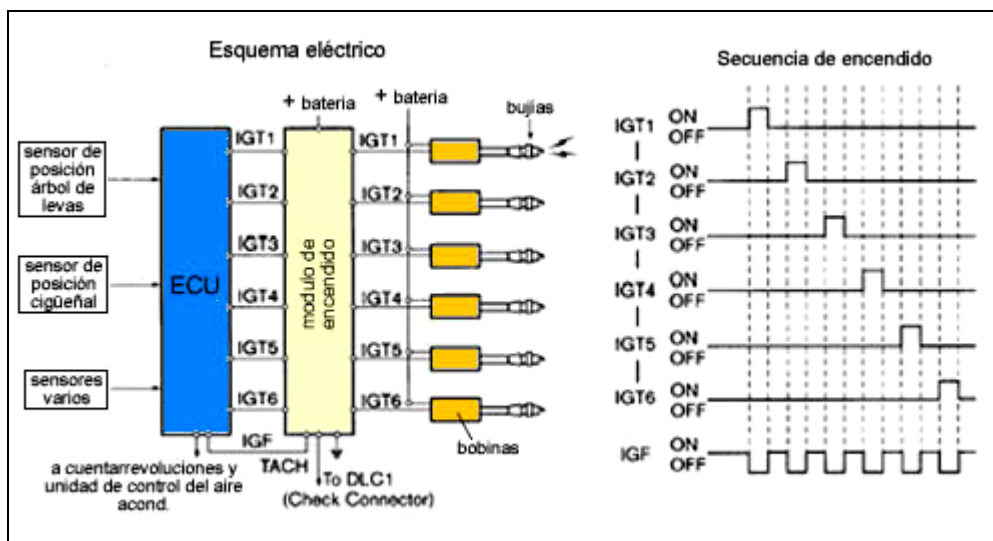 Esquema eléctrico
Secuencia de encendido
+ bateria
+ bateria
bujías
sensor de
posición
árbol de
levas
sensor de
posición
cigüeñal
sensores
varios
ECU
IGT1
IGT2
IGT3
IGT4
IGT5
IGT6
modulo de
encendido
IGT1
IGT2
IGT3
IGT4
IGT5
IGT6
bobinas
IGF
TACH
a cuentarrevoluciones y
unidad de control del aire
acond.
To DLC1
(Check Connector)
IGT1 ON
OFF
IGT2 ON
OFF
IGT3 ON
OFF
IGT4 ON
OFF
IGT5 ON
OFF
IGT6 ON
OFF
IGF ON
OFF